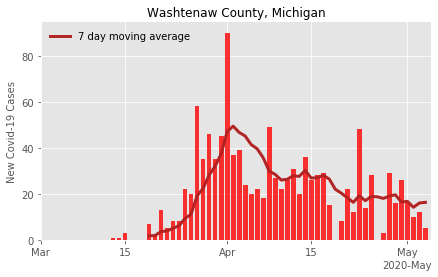 Washtenaw County, Michigan
7 day moving average
New Covid-19 Cases
80
60
40
20
0
Mar
15
Apr
15
May
2020-May